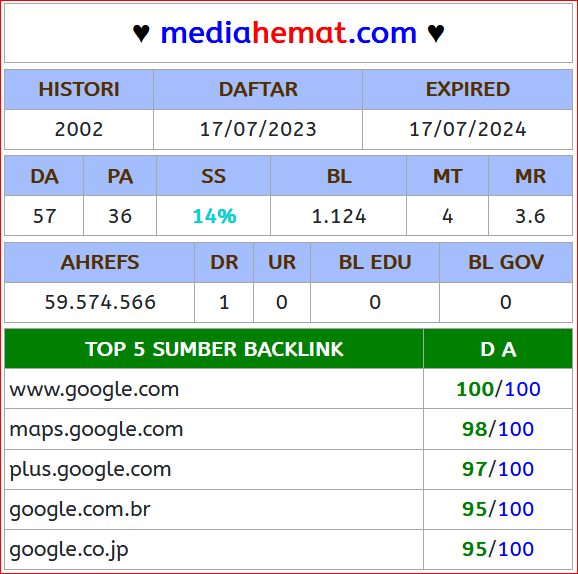 ♥ mediahemat.com ♥
HISTORI DAFTAR EXPIRED
2002 17/07/2023 17/07/2024
DA PA SS BL MT MR
57 36 14% 1.124 4 3.6
AHREFS DR UR BL EDU BL GOV
59.574.566 1 0 0 0
TOP 5 SUMBER BACKLINK D A
www.google.com 100/100
maps.google.com 98/100
plus.google.com 97/100
google.com.br 95/100
google.co.jp 95/100